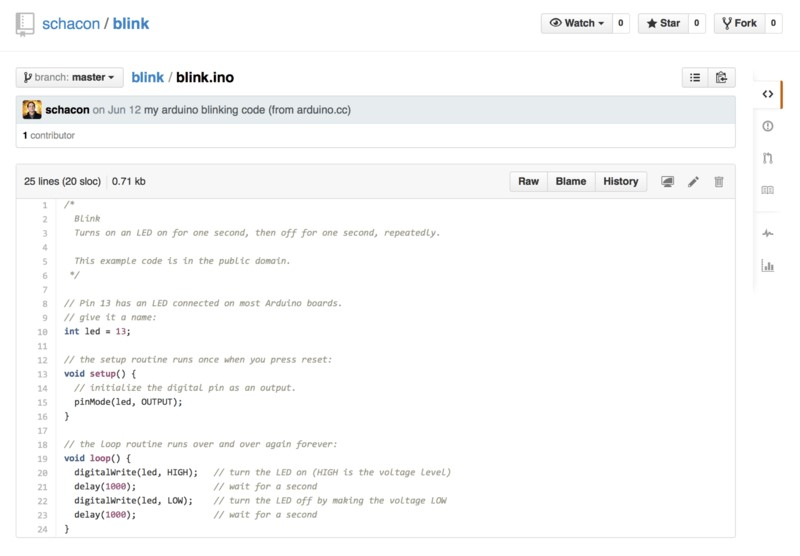 schacon / blink
Watch 0 Star 0 Fork 0
branch: master blink / blink.ino
schacon on Jun 12 my arduino blinking code (from arduino.cc)
1 contributor
25 lines (20 sloc) 0.71 kb Raw Blame History
1 /*
2 Blink
3 Turns on an LED on for one second, then off for one second, repeatedly.
4
5 This example code is in the public domain.
6 */
7
8 // Pin 13 has an LED connected on most Arduino boards.
9 // give it a name:
10 int led = 13;
11
12 // the setup routine runs once when you press reset:
13 void setup() {
14 // initialize the digital pin as an output.
15 pinMode(led, OUTPUT);
16 }
17
18 // the loop routine runs over and over again forever:
19 void loop() {
20 digitalWrite(led, HIGH); // turn the LED on (HIGH is the voltage level)
21 delay(1000); // wait for a second
22 digitalWrite(led, LOW); // turn the LED off by making the voltage LOW
23 delay(1000); // wait for a second
24 }